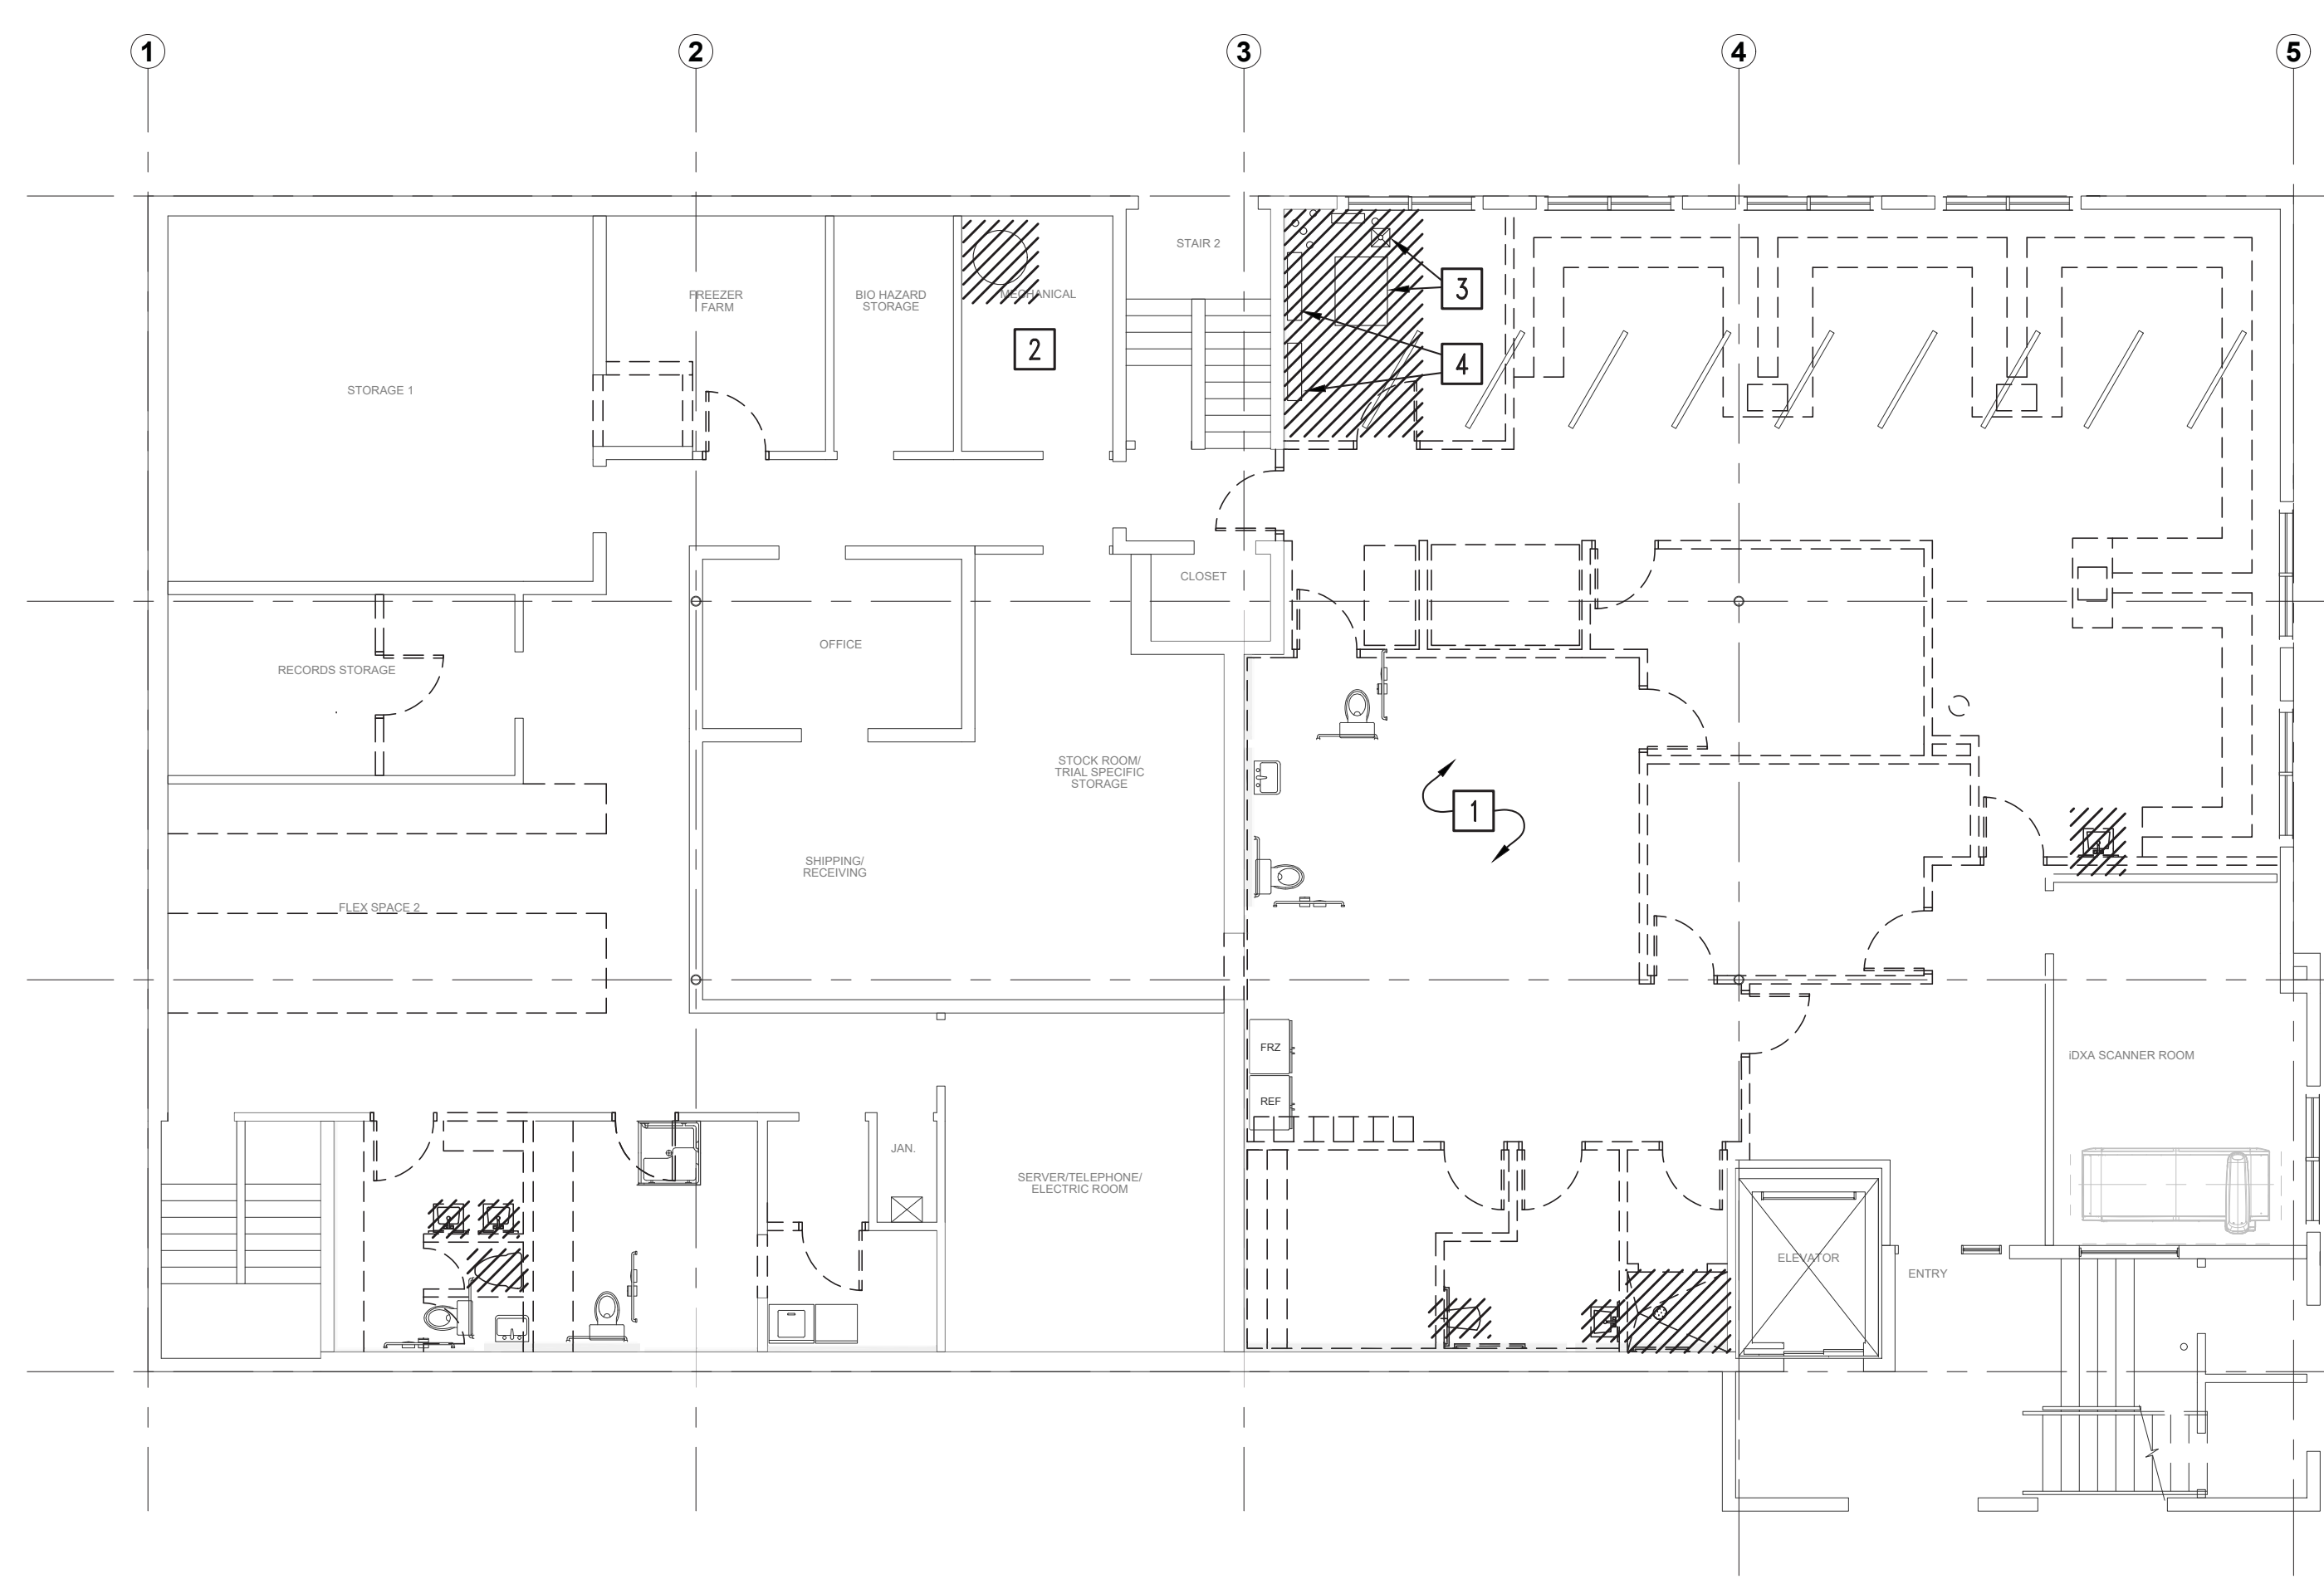 1
2
3
4
5
STAIR 2
FREEZER
FARM
BIO HAZARD
STORAGE
MECHANICAL
3
2
4
STORAGE 1
CLOSET
OFFICE
RECORDS STORAGE
STOCK ROOM/
TRIAL SPECIFIC
STORAGE
1
SHIPPING/
RECEIVING
FLEX SPACE 2
FRZ
iDXA SCANNER ROOM
REF
JAN.
SERVER/TELEPHONE/
ELECTRIC ROOM
ELEVATOR
ENTRY